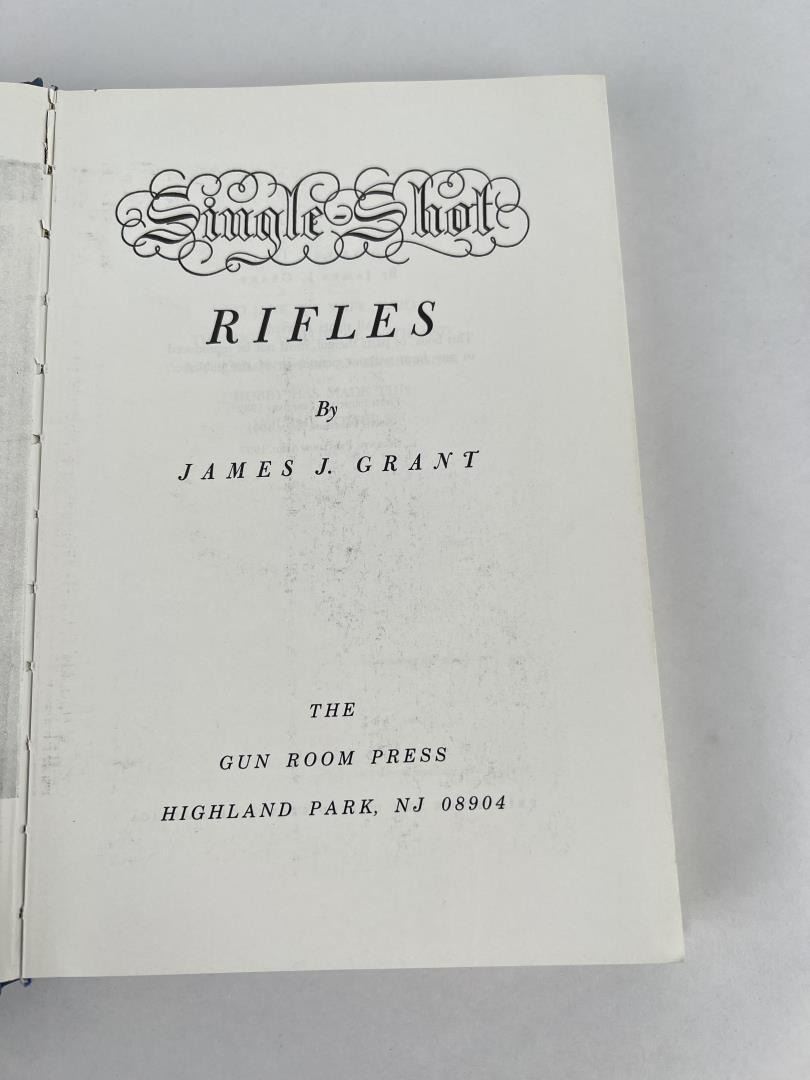 Single-Shot
RIFLES
By
JAMES J. GRANT
THE
GUN ROOM PRESS
HIGHLAND PARK, NJ 08904